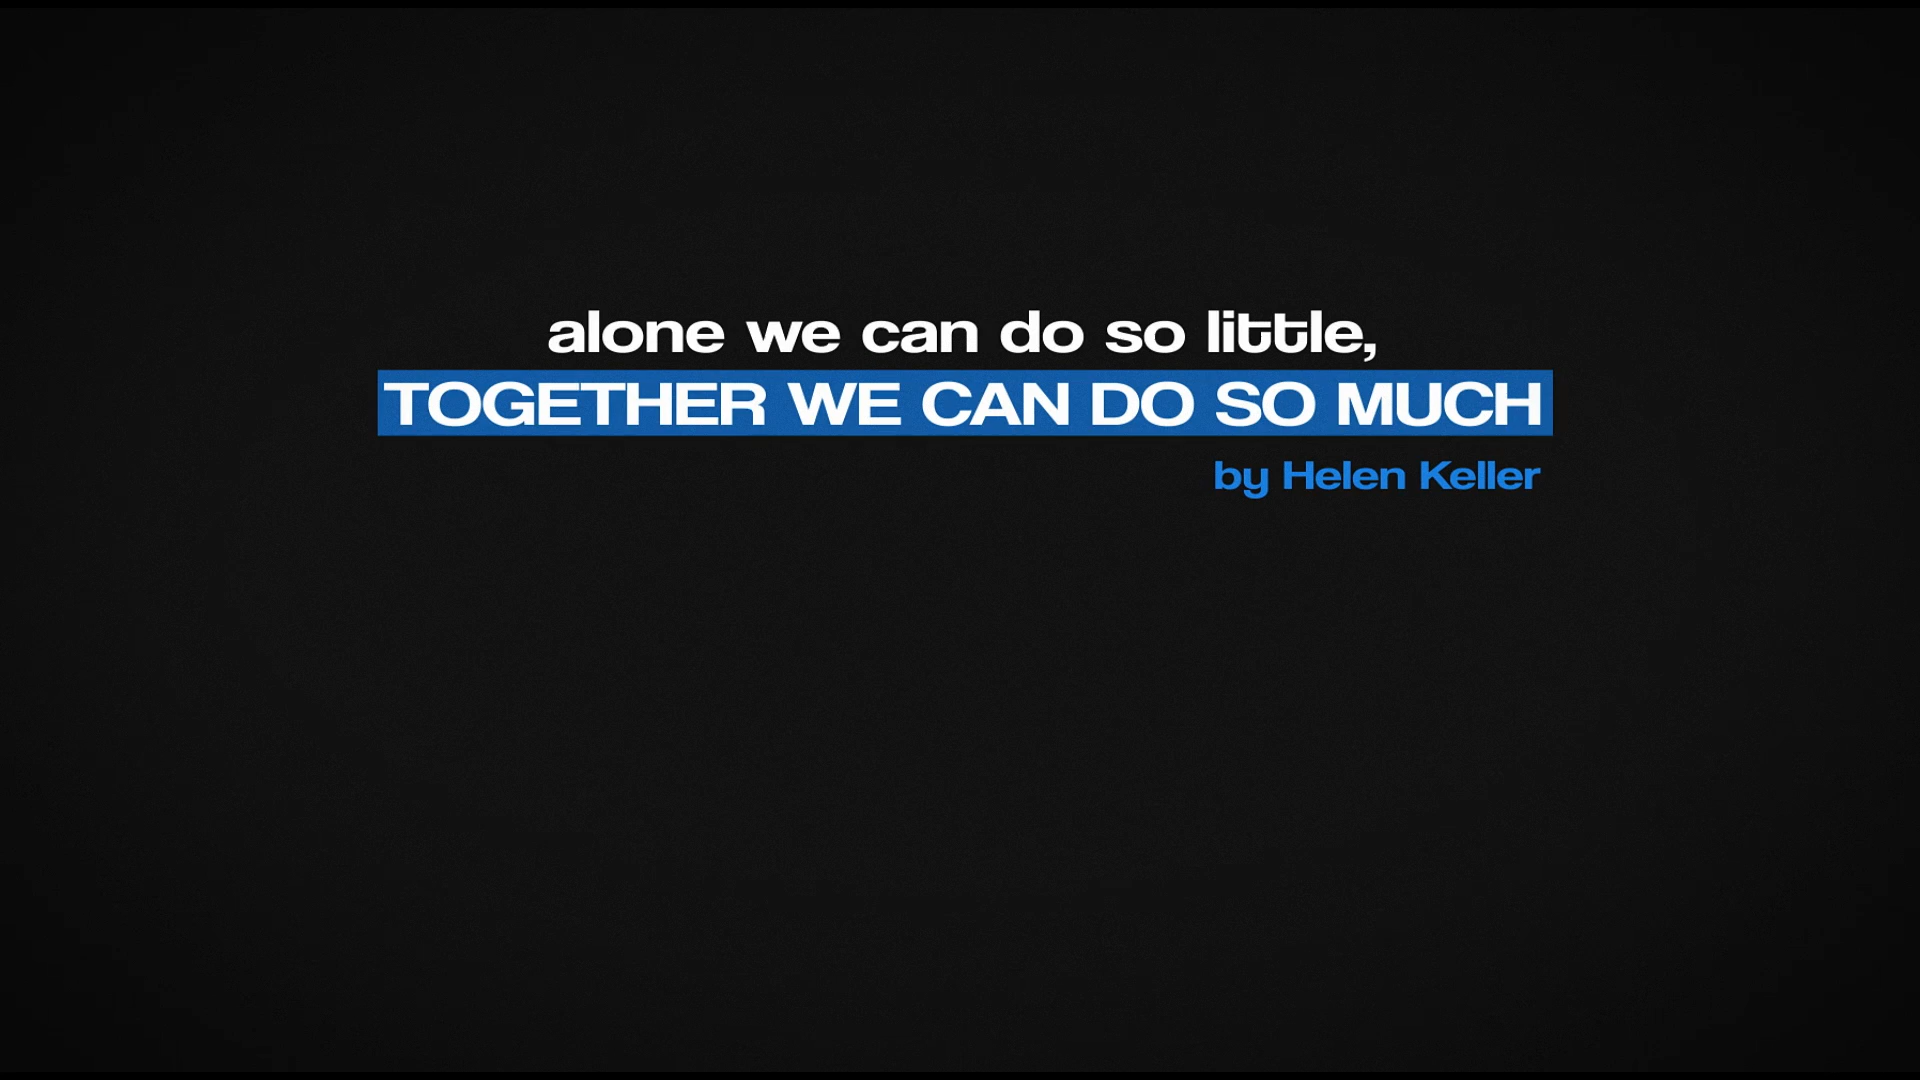 alone we can do so little,
TOGETHER WE CAN DO SO MUCH
by Helen Keller